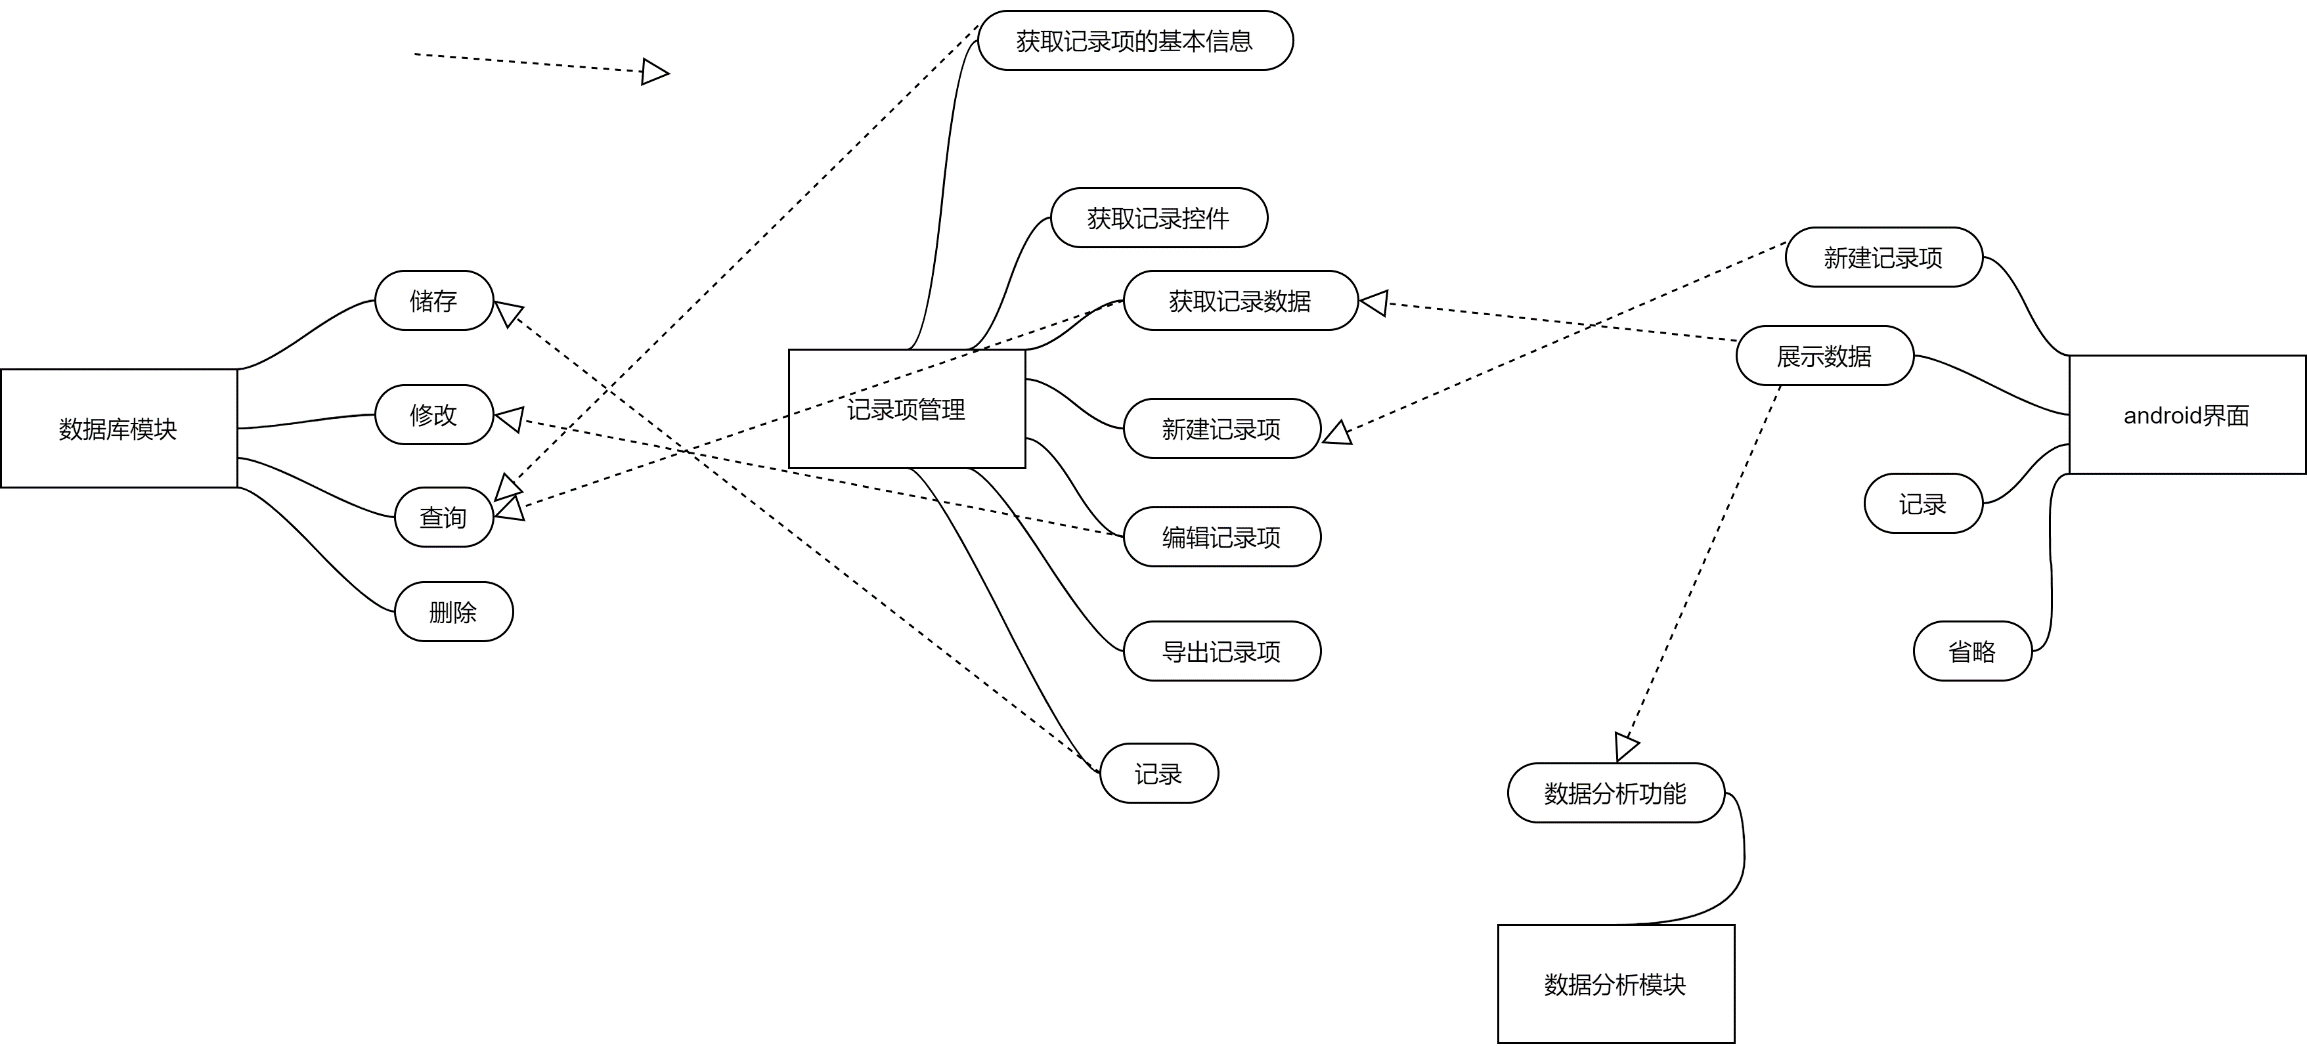 获取记录项的基本信息
获取记录控件
新建记录项
储存
获取记录数据
展示数据
修改
记录项管理
android界面
数据库模块
新建记录项
记录
查询
编辑记录项
删除
导出记录项
省略
记录
数据分析功能
数据分析模块